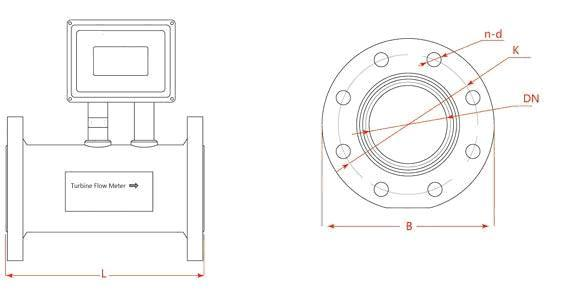 Turbine Flow Meter ⇒
L
n-d
K
DN
B